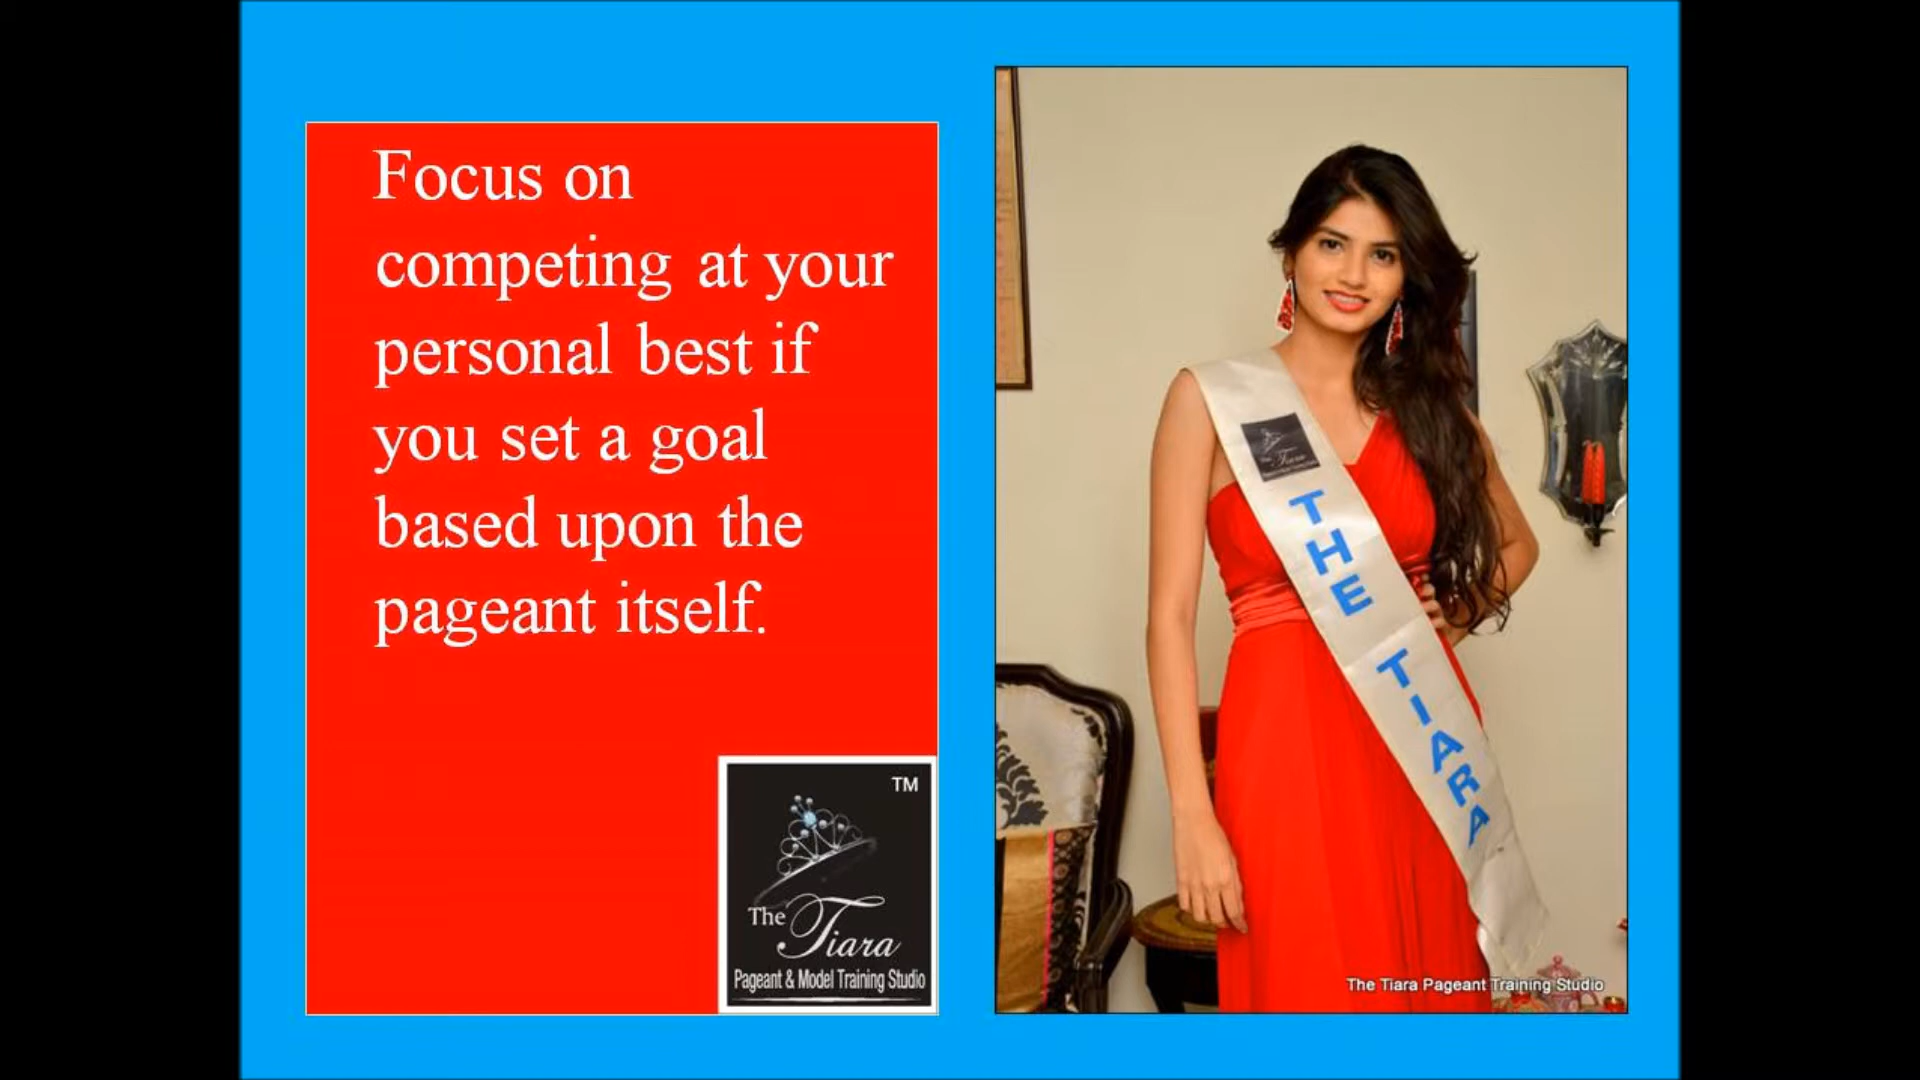 Focus on
competing at your
personal best if
you set a goal
based upon the
pageant itself.
TM
The Tiara
Pageant & Model Training Studio
THE TIARA
The Tiara Pageant Training Studio